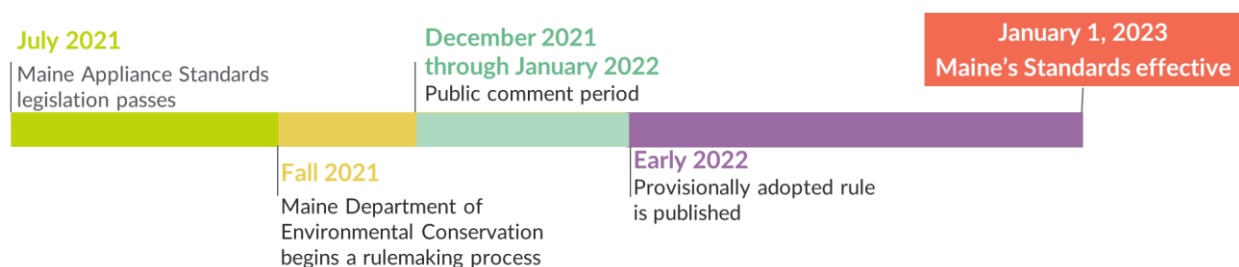 July 2021
Maine Appliance Standards
legislation passes
Fall 2021
Maine Department of
Environmental Conservation
begins a rulemaking process
December 2021
through January 2022
Public comment period
Early 2022
Provisionally adopted rule
is published
January 1, 2023
Maine's Standards effective